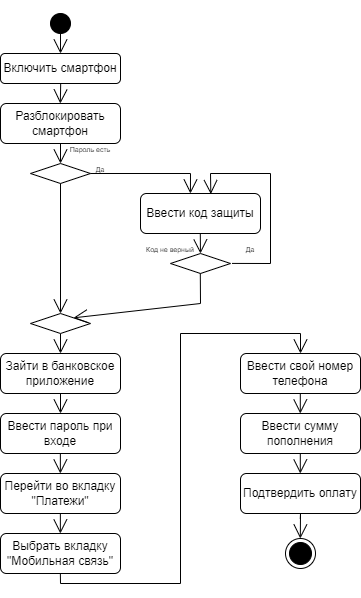 Включить смартфон
Разблокировать
смартфон
Пароль есть
Да
Ввести код защиты
Код не верный
Да
Зайти в банковское
приложение
Ввести пароль при
входе
Перейти во вкладку
"Платежи"
Выбрать вкладку
"Мобильная связь"
Ввести свой номер
телефона
Ввести сумму
пополнения
Подтвердить оплату